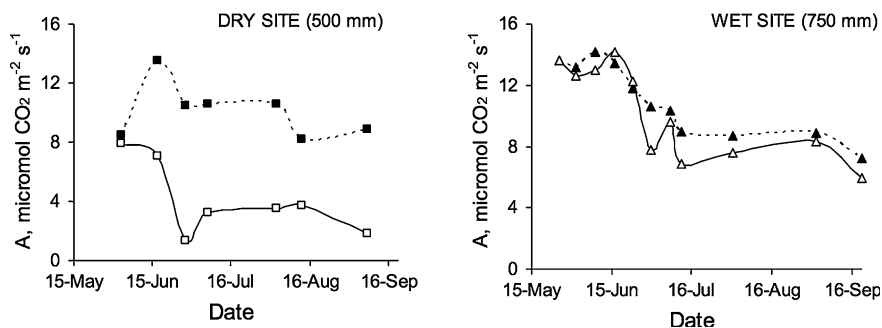 DRY SITE (500 mm)
A, micromol CO2 m-2 s-1
16
12
8
4
0
15-May
15-Jun
16-Jul
16-Aug
16-Sep
Date
WET SITE (750 mm)
A, micromol CO2 m-2 s-1
16
12
8
4
0
15-May
15-Jun
16-Jul
16-Aug
16-Sep
Date